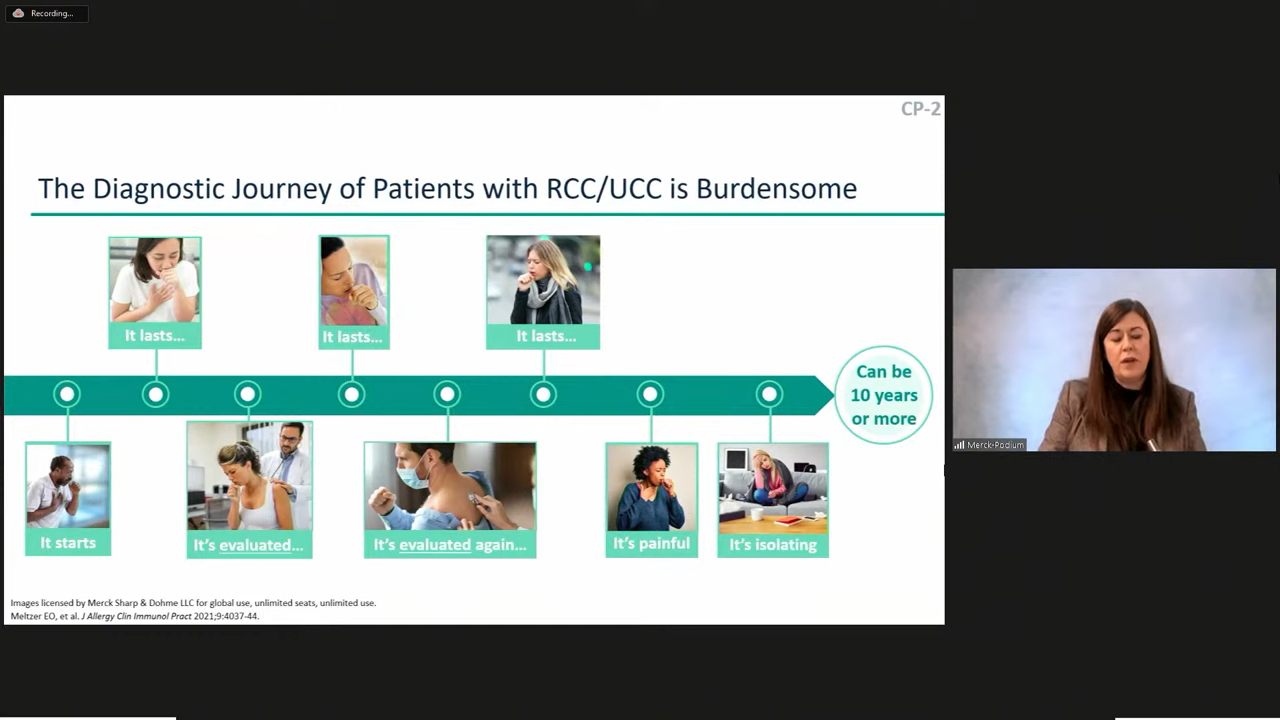 Recording...
CP-2
The Diagnostic Journey of Patients with RCC/UCC is Burdensome
It lasts...
It lasts...
It lasts...
Can be
10 years
or more
Merck-Podium
It starts
It's evaluated...
It's evaluated again...
It's painful
It's isolating
Images licensed by Merck Sharp & Dohme LLC for global use, unlimited seats, unlimited use.
Meltzer EO, et al. J Allergy Clin Immunol Pract 2021;9:4037-44.